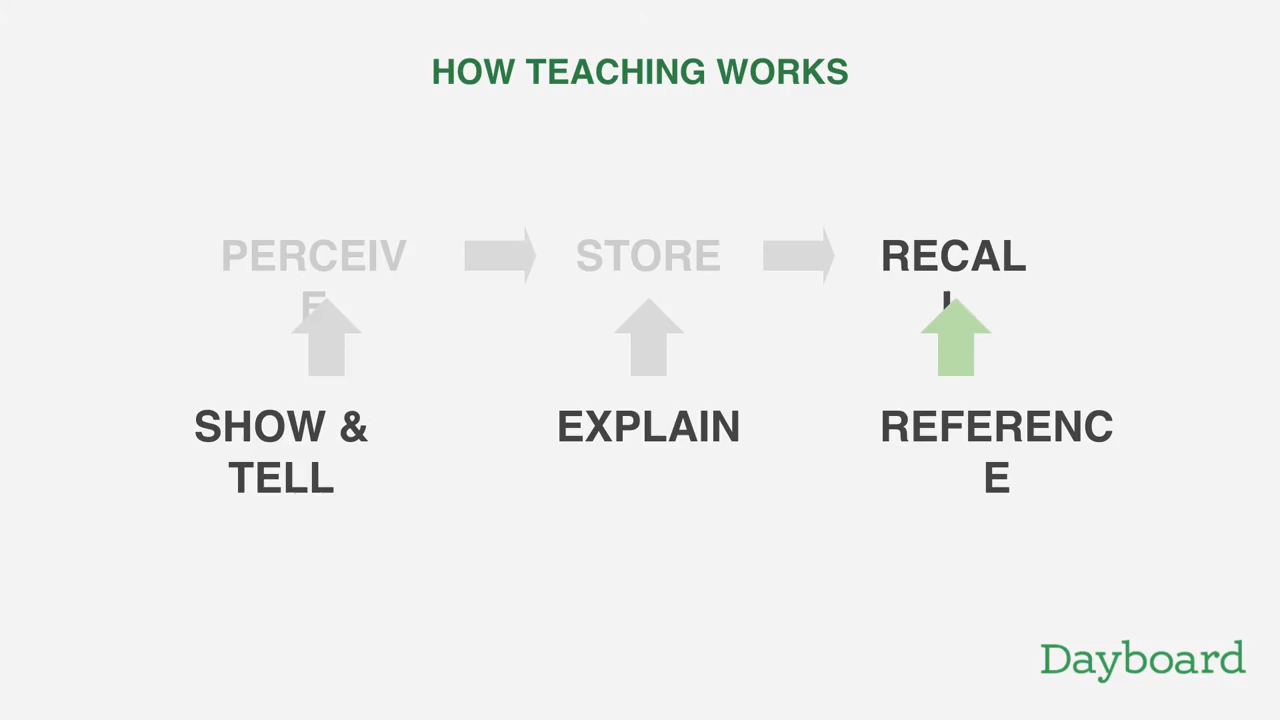 HOW TEACHING WORKS
PERCEIV
E
STORE
RECAL
L
SHOW &
TELL
EXPLAIN
REFERENC
E
Dayboard